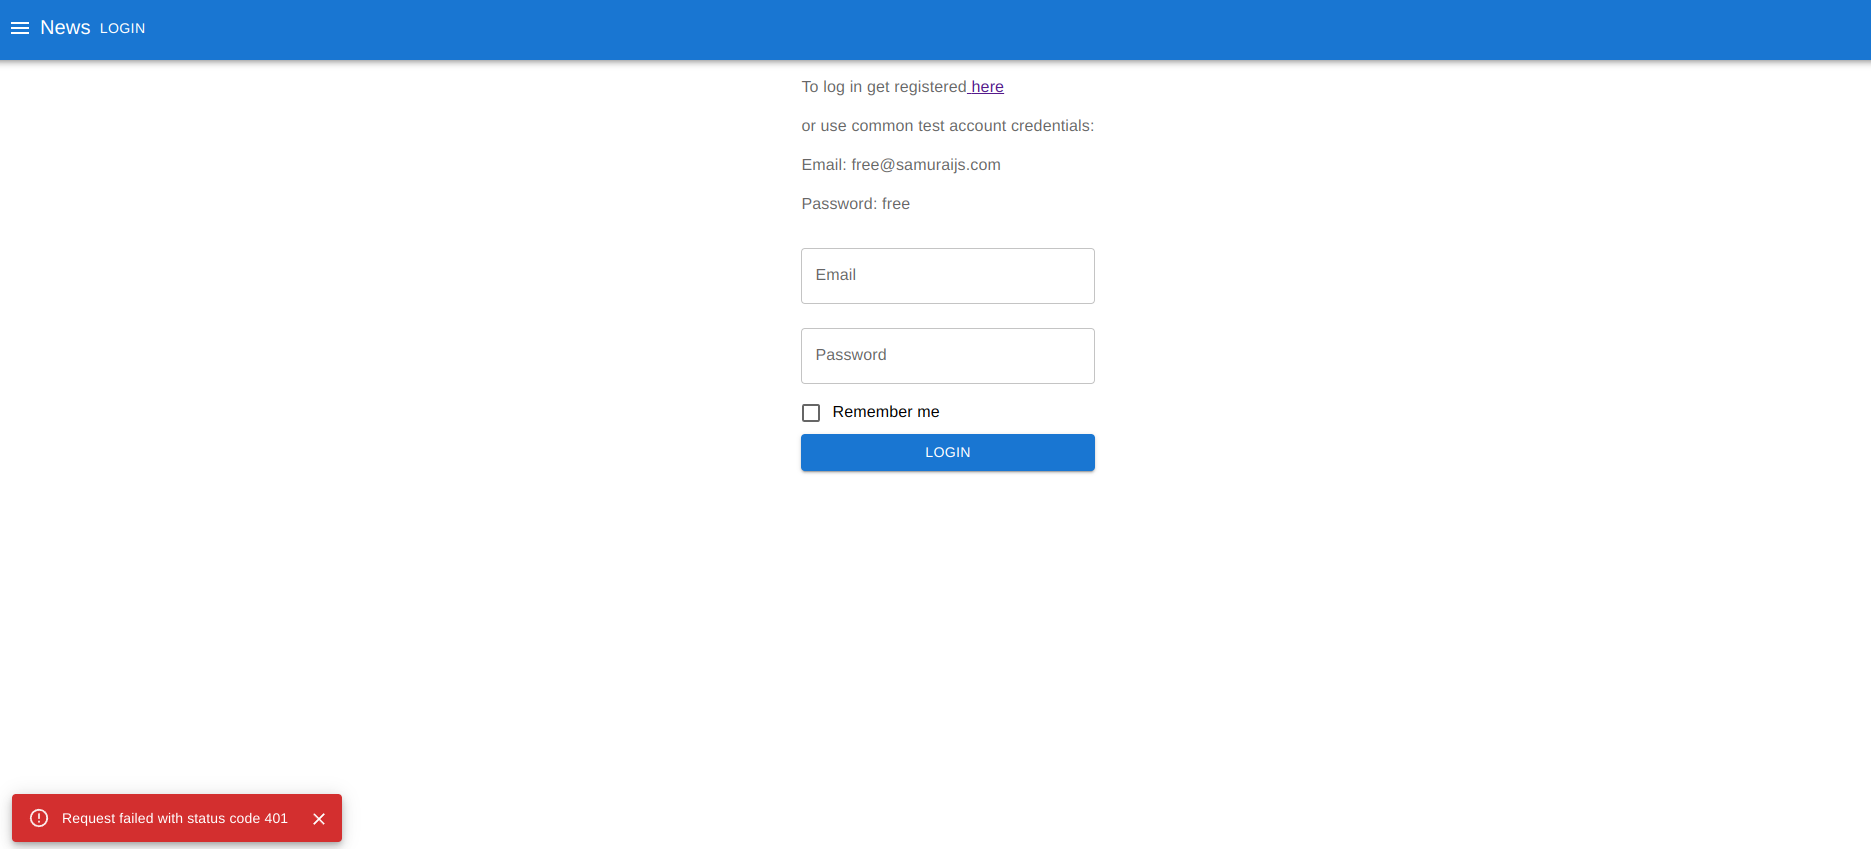 News LOGIN
To log in get registered here
or use common test account credentials:
Email: free@samuraijs.com
Password: free
Email
Password
Remember me
LOGIN
Request failed with status code 401